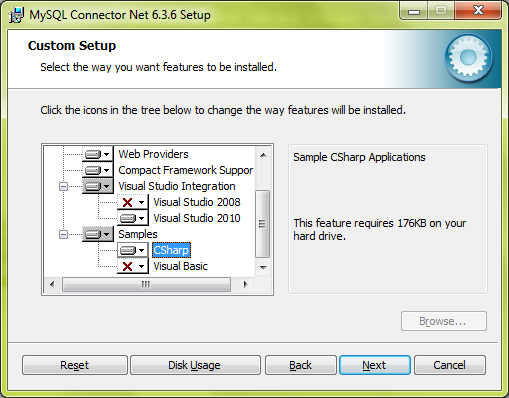 MySQL Connector Net 6.3.6 Setup
Custom Setup
Select the way you want features to be installed.
Click the icons in the tree below to change the way features will be installed.
Web Providers
Compact Framework Suppor
Visual Studio Integration
Visual Studio 2008
Visual Studio 2010
Samples
CSharp
Visual Basic
Sample CSharp Applications
This feature requires 176KB on your
hard drive.
Browse...
Reset
Disk Usage
Back
Next
Cancel